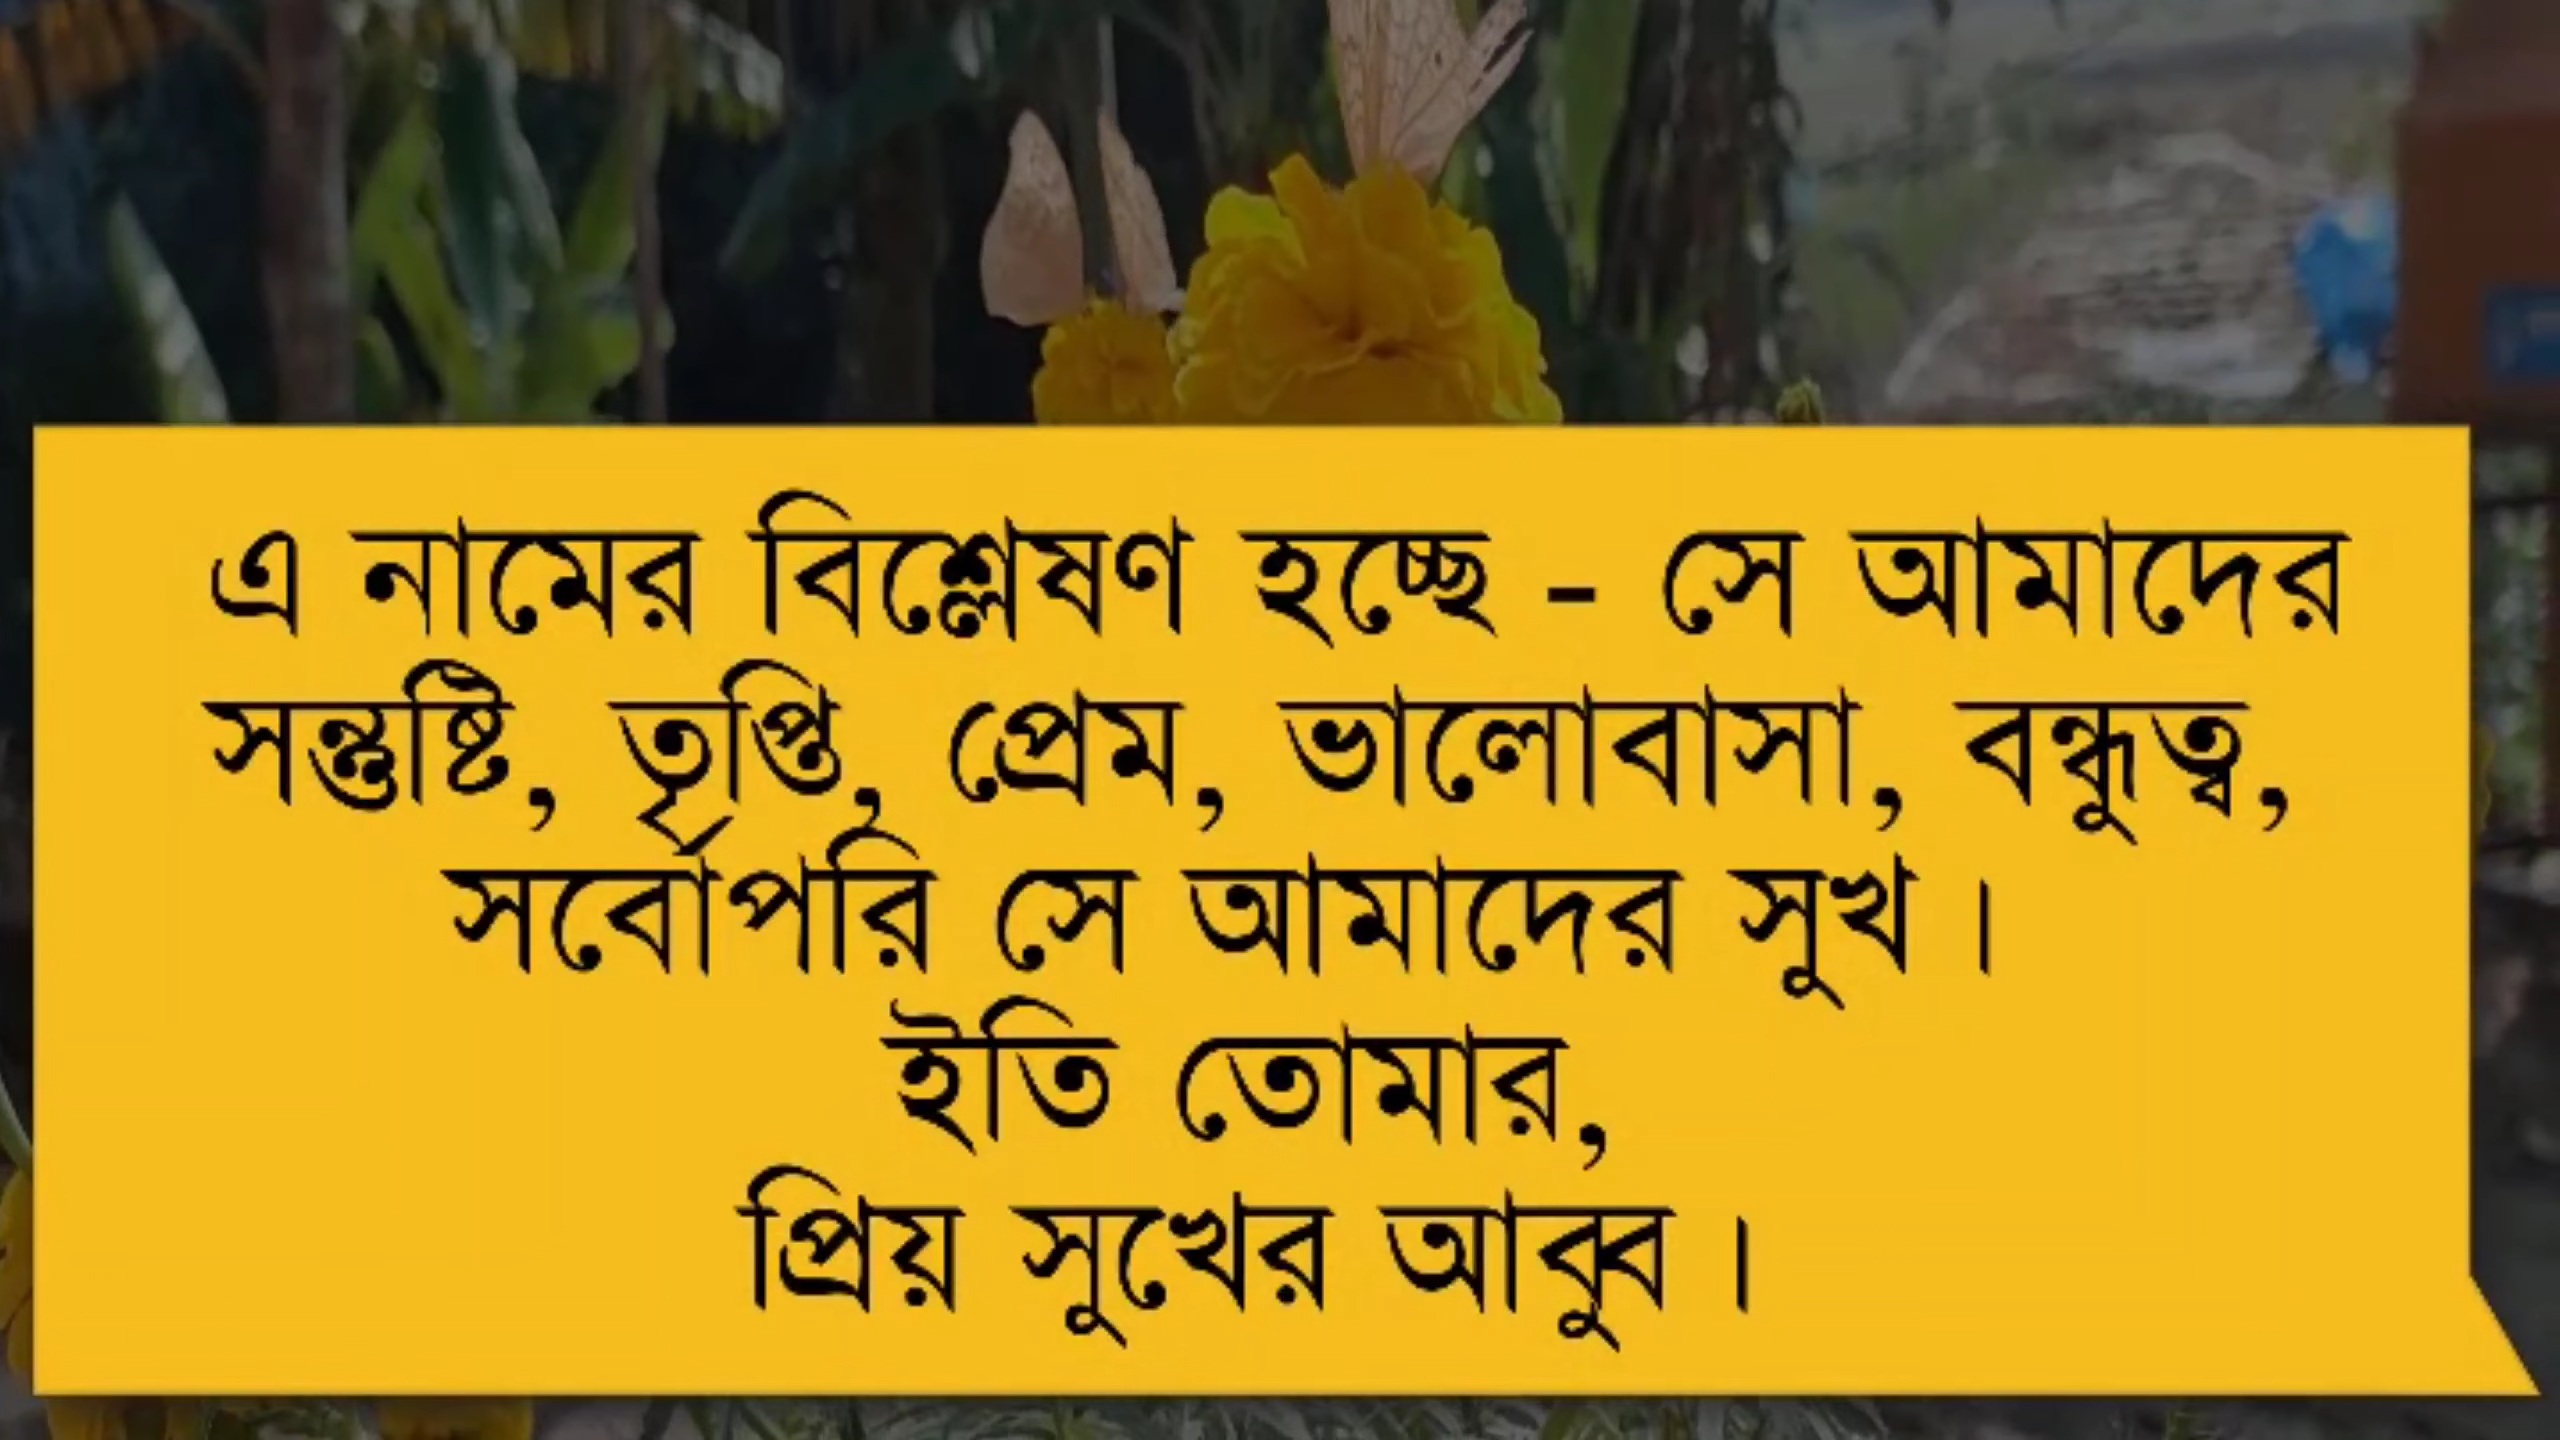 এ নামের বিশ্লেষণ হচ্ছে - সে আমাদের
সন্তুষ্টি, তৃপ্তি, প্রেম, ভালোবাসা, বন্ধুত্ব,
সর্বোপরি সে আমাদের সুখ।
ইতি তোমার,
প্রিয় সুখের আব্বু।